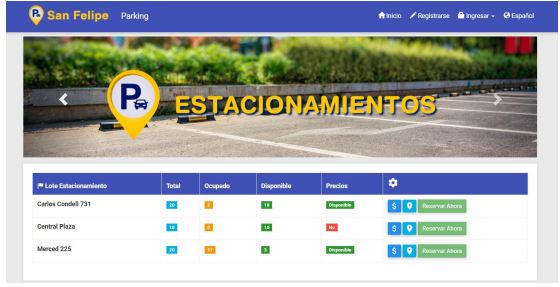 San Felipe Parking Inicio Registrarse Ingresar Español
P
ESTACIONAMIENTOS
Lote Estacionamiento Total Ocupado Disponible Precios
Carlos Condell 731 20 2 18 Disponible $ Reservar Ahora
Central Plaza 10 0 10 No $ Reservar Ahora
Merced 225 20 17 3 Disponible $ Reservar Ahora